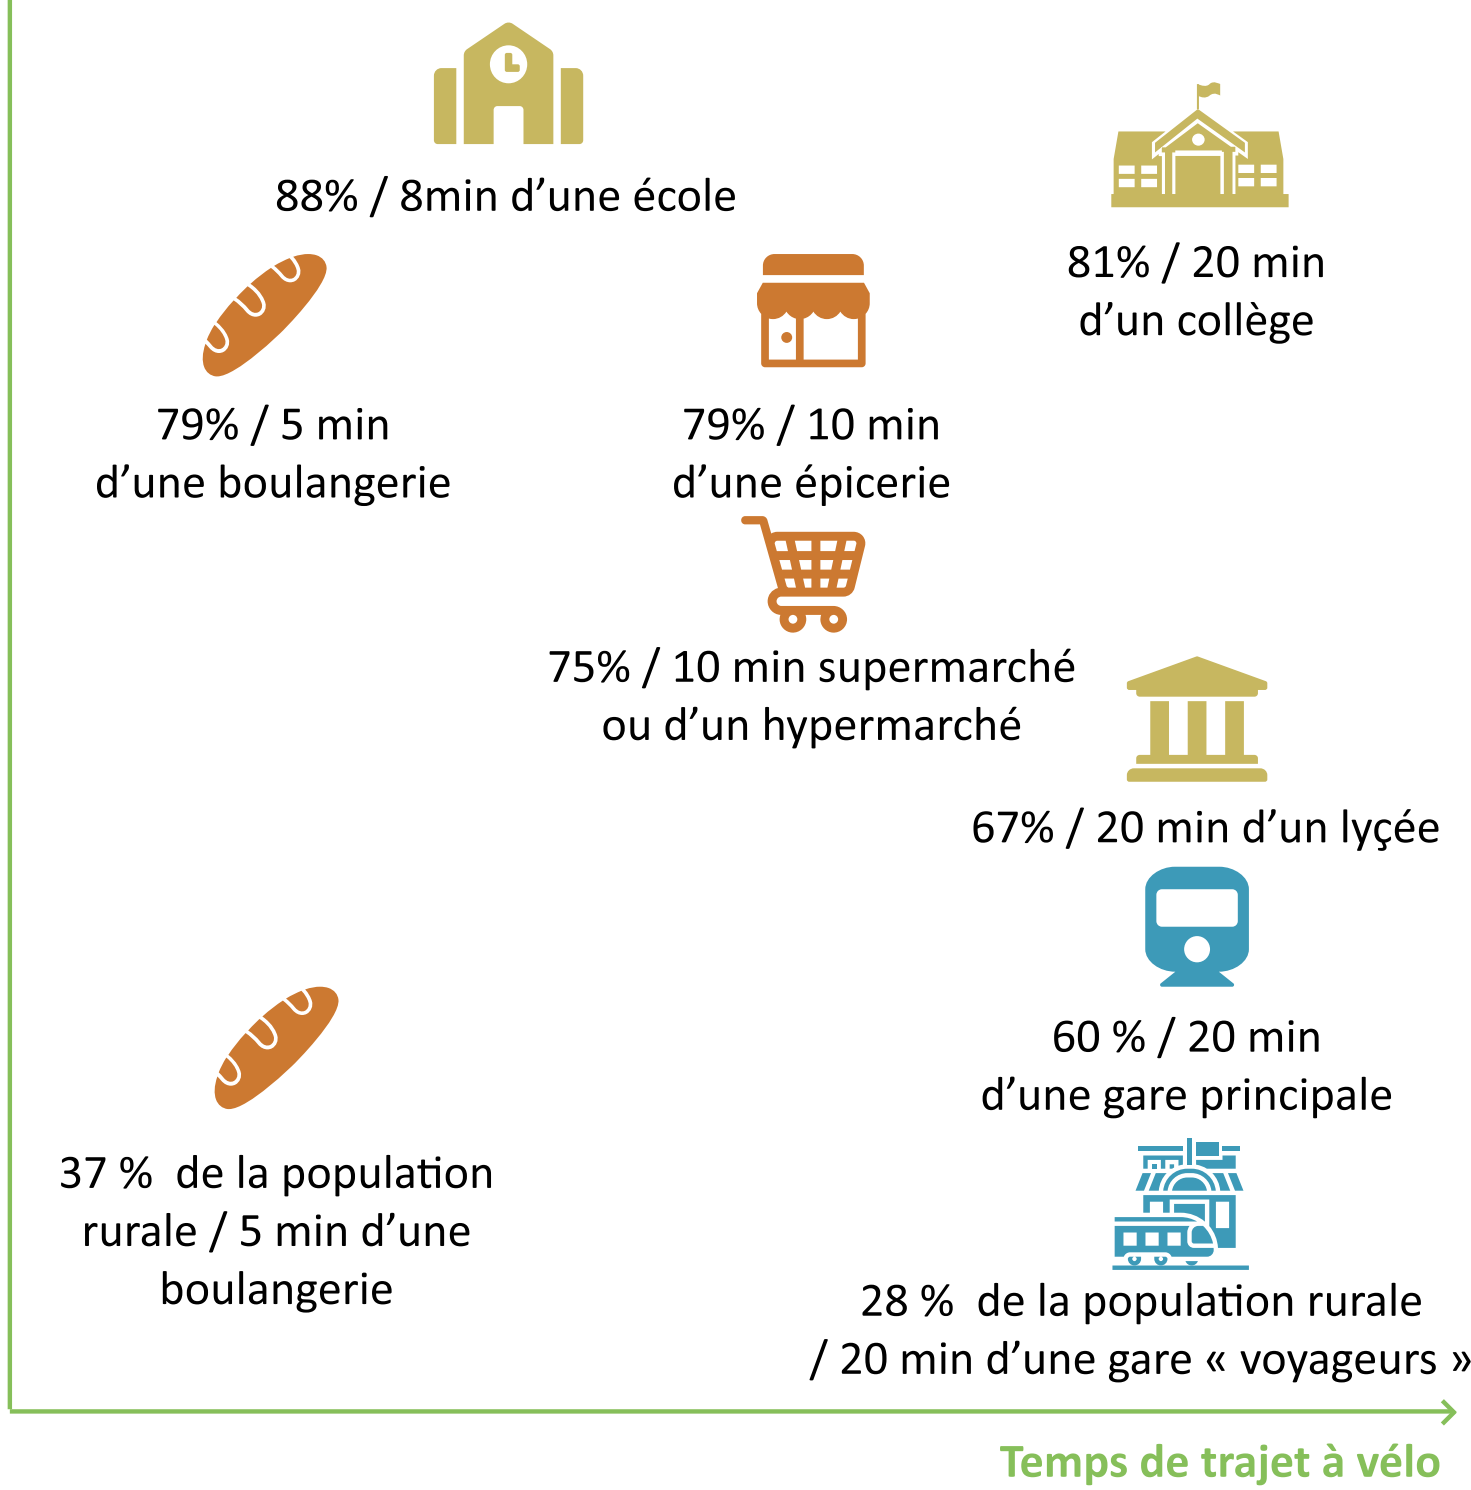 88% / 8min d’une école
81% / 20 min
d’un collège
79% / 5 min
d’une boulangerie
79% / 10 min
d’une épicerie
75% / 10 min supermarché
ou d’un hypermarché
67% / 20 min d’un lyçée
60 % / 20 min
d’une gare principale
37 %  de la population
rurale / 5 min d’une
boulangerie
28 %  de la population rurale
/ 20 min d’une gare « voyageurs »
Temps de trajet à vélo